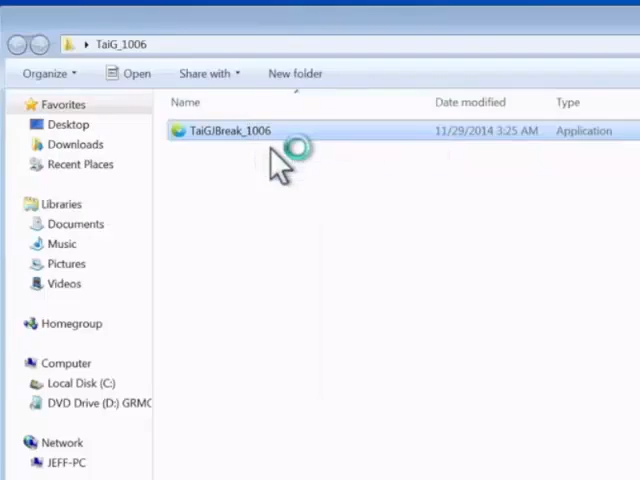 TaiG_1006
Organize Open Share with New folder
Favorites
Desktop
Downloads
Recent Places
Libraries
Documents
Music
Pictures
Videos
Homegroup
Computer
Local Disk (C:)
DVD Drive (D:) GRMC
Network
JEFF-PC
Name Date modified Type
TaiGJBreak_1006 11/29/2014 3:25 AM Application